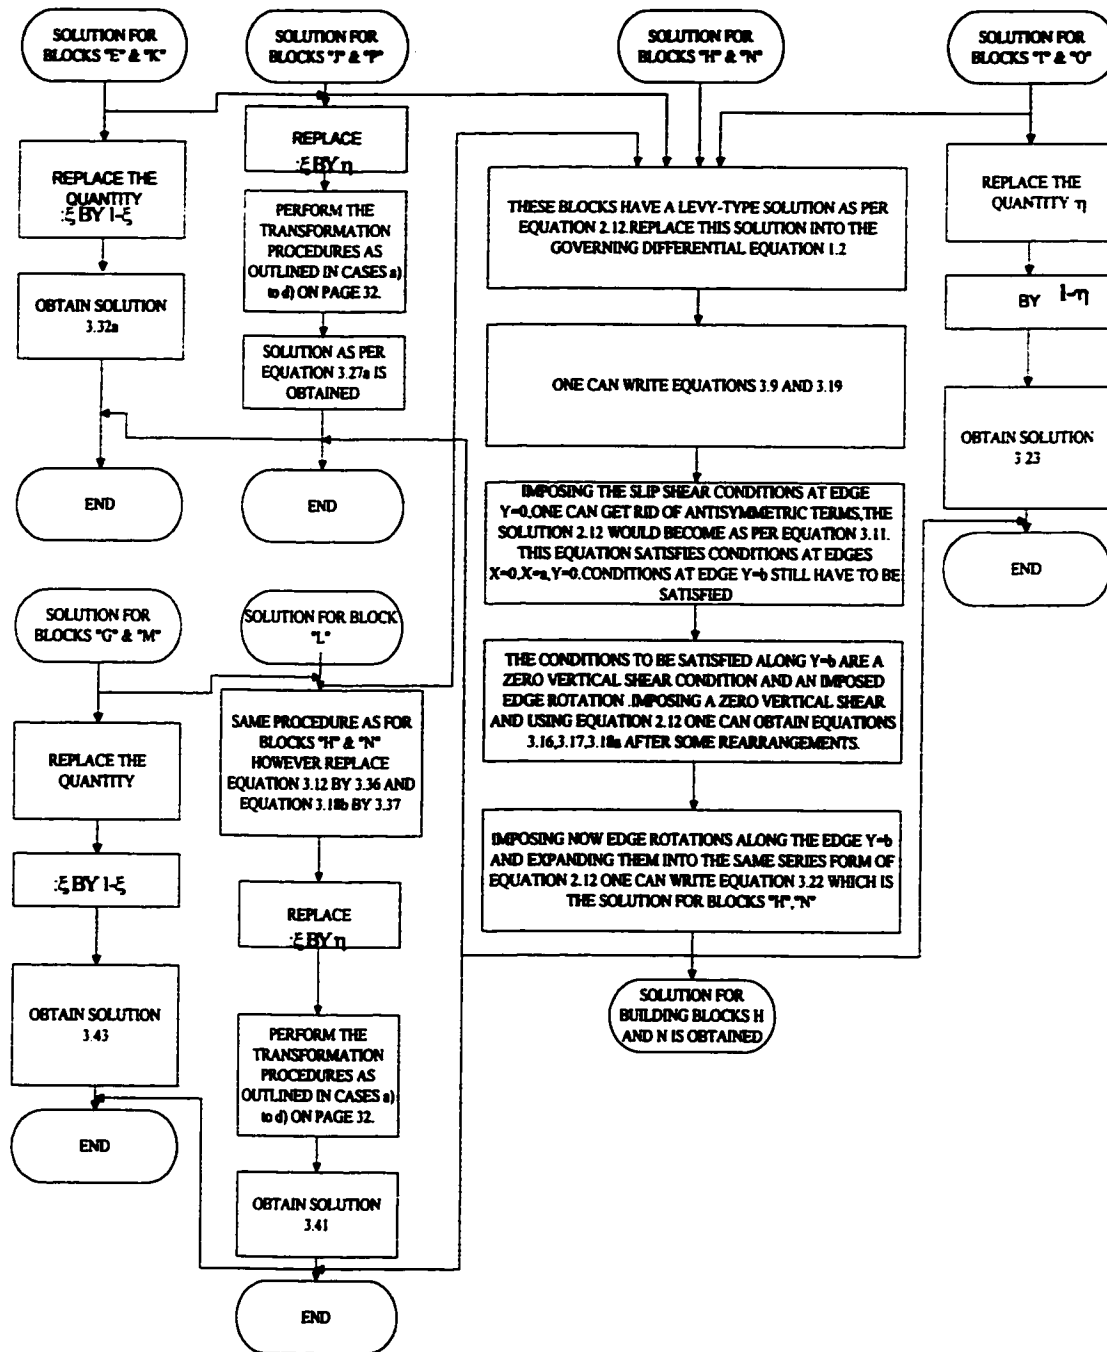 SOLUTION FOR
BLOCKS "E" & "K"
SOLUTION FOR
BLOCKS "J" & "P"
SOLUTION FOR
BLOCKS "H" & "N"
SOLUTION FOR
BLOCKS "I" & "O"
REPLACE THE
QUANTITY
:ξ BY 1-ξ
OBTAIN SOLUTION
3.32a
END
REPLACE
:ξ BY η
PERFORM THE
TRANSFORMATION
PROCEDURES AS
OUTLINED IN CASES a)
to d) ON PAGE 32.
SOLUTION AS PER
EQUATION 3.27a IS
OBTAINED
END
THESE BLOCKS HAVE A LEVY-TYPE SOLUTION AS PER
EQUATION 2.12.REPLACE THIS SOLUTION INTO THE
GOVERNING DIFFERENTIAL EQUATION 1.2
ONE CAN WRITE EQUATIONS 3.9 AND 3.19
IMPOSING THE SLIP SHEAR CONDITIONS AT EDGE
Y=0,ONE CAN GET RID OF ANTISYMMETRIC TERMS,THE
SOLUTION 2.12 WOULD BECOME AS PER EQUATION 3.11.
THIS EQUATION SATISFIES CONDITIONS AT EDGES
X=0,X=a,Y=0.CONDITIONS AT EDGE Y=b STILL HAVE TO BE
SATISFIED
THE CONDITIONS TO BE SATISFIED ALONG Y=b ARE A
ZERO VERTICAL SHEAR CONDITION AND AN IMPOSED
EDGE ROTATION .IMPOSING A ZERO VERTICAL SHEAR
AND USING EQUATION 2.12 ONE CAN OBTAIN EQUATIONS
3.16,3.17,3.18a AFTER SOME REARRANGEMENTS.
IMPOSING NOW EDGE ROTATIONS ALONG THE EDGE Y=b
AND EXPANDING THEM INTO THE SAME SERIES FORM OF
EQUATION 2.12 ONE CAN WRITE EQUATION 3.22 WHICH IS
THE SOLUTION FOR BLOCKS "H","N"
SOLUTION FOR
BUILDING BLOCKS H
AND N IS OBTAINED
REPLACE THE
QUANTITY η
BY 1-η
OBTAIN SOLUTION
3.23
END
SOLUTION FOR
BLOCKS "G" & "M"
REPLACE THE
QUANTITY
:ξ BY 1-ξ
OBTAIN SOLUTION
3.43
END
SOLUTION FOR BLOCK
"L"
SAME PROCEDURE AS FOR
BLOCKS "H" & "N"
HOWEVER REPLACE
EQUATION 3.12 BY 3.36 AND
EQUATION 3.18b BY 3.37
REPLACE
:ξ BY η
PERFORM THE
TRANSFORMATION
PROCEDURES AS
OUTLINED IN CASES a)
to d) ON PAGE 32.
OBTAIN SOLUTION
3.41
END